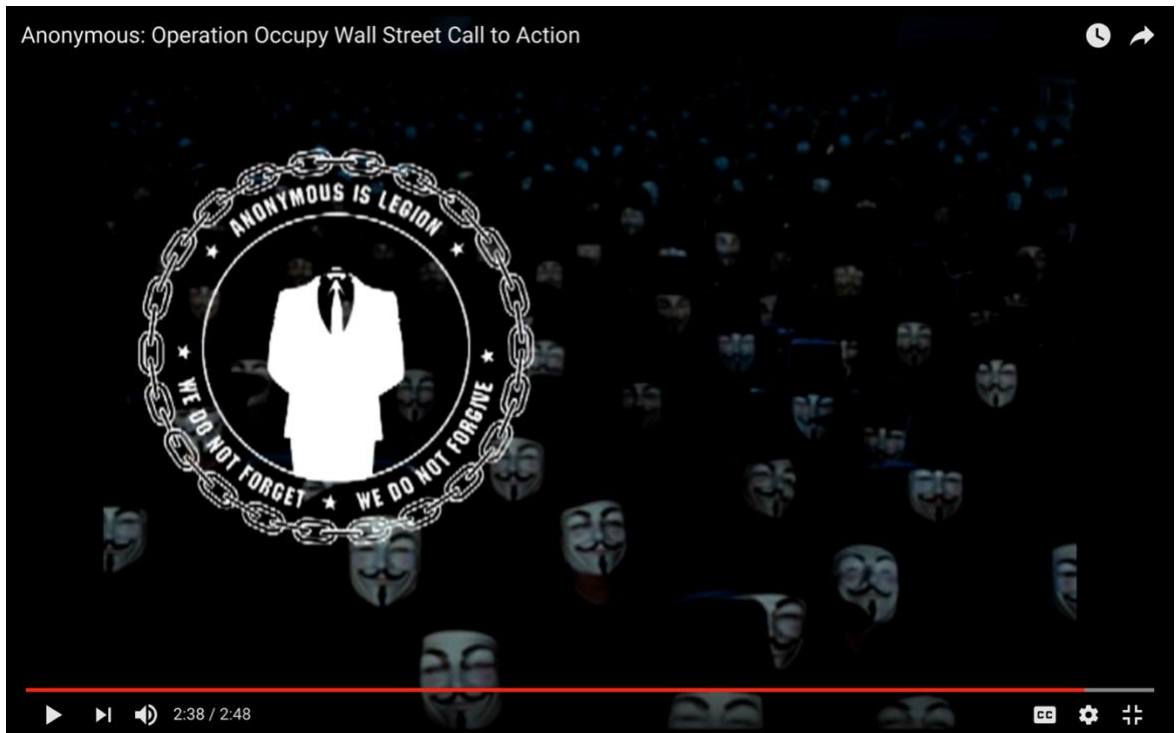 Anonymous: Operation Occupy Wall Street Call to Action
ANONYMOUS IS LEGION
WE DO NOT FORGET
WE DO NOT FORGIVE
2:38 / 2:48
CC